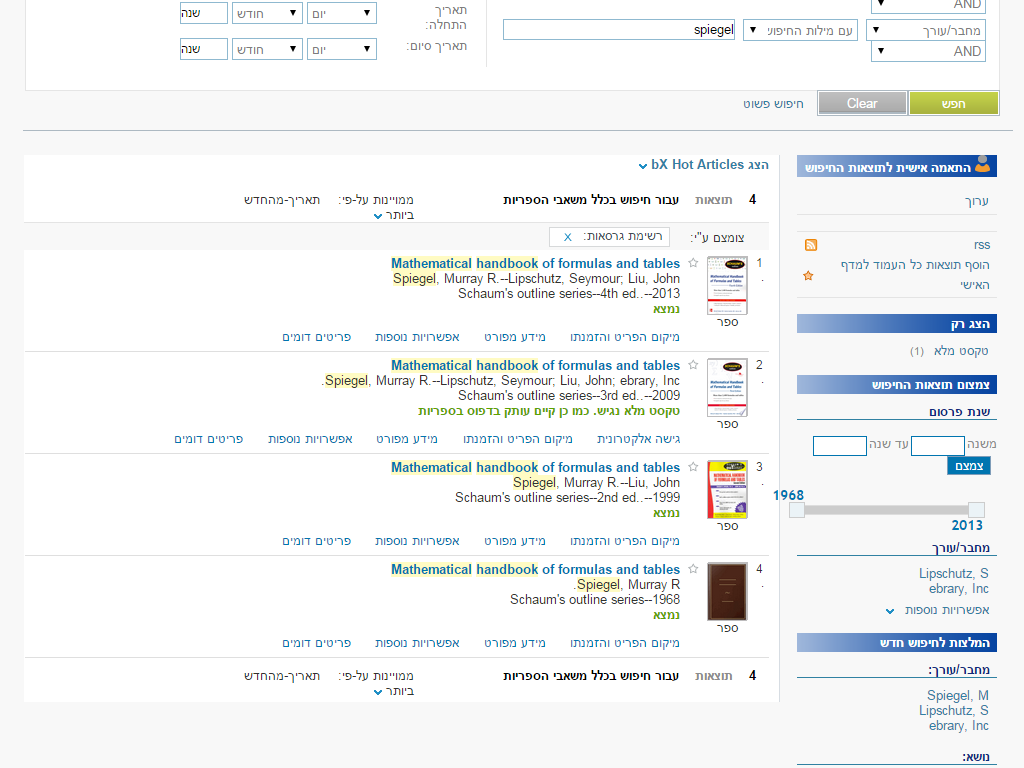 AND
מחבר/עורך
עם מילות החיפוש
spiegel
AND
תאריך התחלה:
יום
חודש
שנה
תאריך סיום:
יום
חודש
שנה
חפש
Clear
חיפוש פשוט
התאמה אישית לתוצאות החיפוש
ערוך
rss
הוסף תוצאות כל העמוד למדף
האישי
הצג רק
טקסט מלא (1)
צמצום תוצאות החיפוש
שנת פרסום
משנה
עד שנה
צמצם
1968
2013
מחבר/עורך
Lipschutz, S
ebrary, Inc
אפשרויות נוספות
המלצות לחיפוש חדש
מחבר/עורך:
Spiegel, M
Lipschutz, S
ebrary, Inc
נושא:
הצג bX Hot Articles
4 תוצאות עבור חיפוש בכלל משאבי הספריות
ממויינות על-פי: תאריך-מהחדש
ביותר
צומצם ע"י: רשימת גרסאות: X
1
.
Mathematical handbook of formulas and tables
Spiegel, Murray R.--Lipschutz, Seymour; Liu, John
Schaum's outline series--4th ed..--2013
נמצא
ספר
מיקום הפריט והזמנתו מידע מפורט אפשרויות נוספות פריטים דומים
2
.
Mathematical handbook of formulas and tables
Spiegel, Murray R.--Lipschutz, Seymour; Liu, John; ebrary, Inc.
Schaum's outline series--3rd ed..--2009
טקסט מלא נגיש. כמו כן קיים עותק בדפוס בספריות
ספר
גישה אלקטרונית מיקום הפריט והזמנתו מידע מפורט אפשרויות נוספות פריטים דומים
3
.
Mathematical handbook of formulas and tables
Spiegel, Murray R.--Liu, John
Schaum's outline series--2nd ed..--1999
נמצא
ספר
מיקום הפריט והזמנתו מידע מפורט אפשרויות נוספות פריטים דומים
4
.
Mathematical handbook of formulas and tables
Spiegel, Murray R.
Schaum's outline series--1968
נמצא
ספר
מיקום הפריט והזמנתו מידע מפורט אפשרויות נוספות פריטים דומים
4 תוצאות עבור חיפוש בכלל משאבי הספריות
ממויינות על-פי: תאריך-מהחדש
ביותר